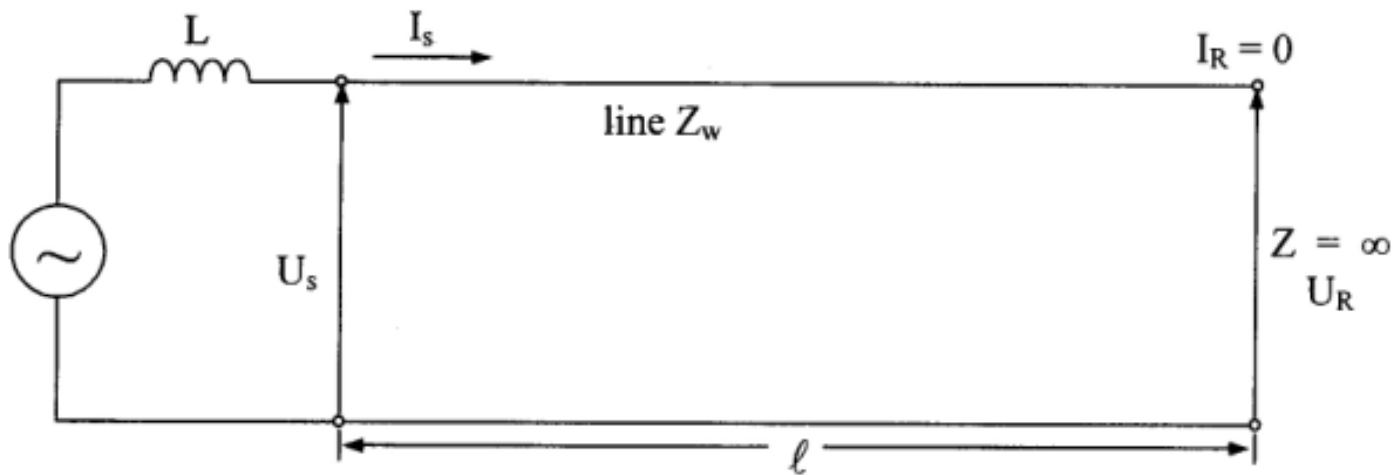 L
I_s
I_R = 0
line Z_w
U_s
Z = ∞
U_R
ℓ